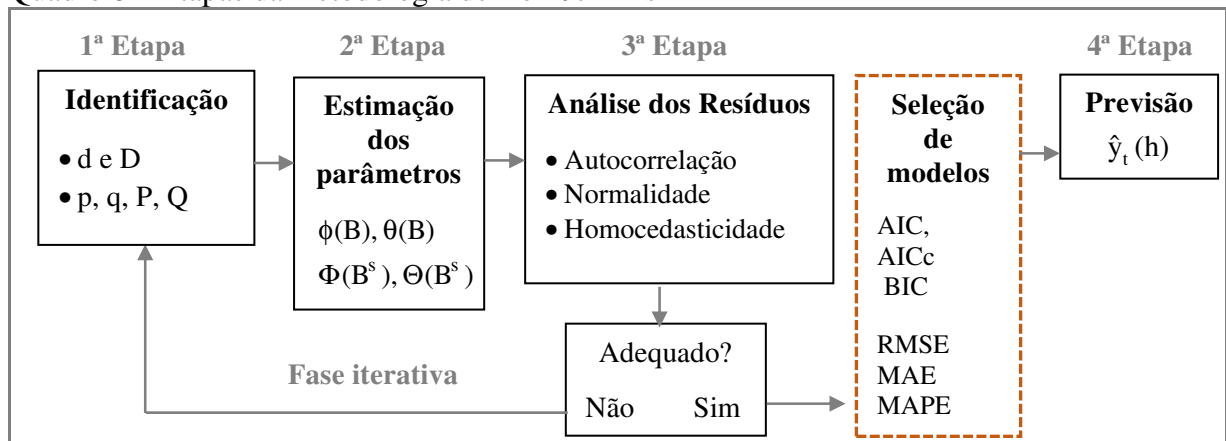 1ª Etapa
Identificação
• d e D
• p, q, P, Q
2ª Etapa
Estimação
dos
parâmetros
ϕ(B), θ(B)
Φ(Bˢ), Θ(Bˢ)
3ª Etapa
Análise dos Resíduos
• Autocorrelação
• Normalidade
• Homocedasticidade
Adequado?
Não Sim
Fase iterativa
Seleção
de
modelos
AIC,
AICc
BIC
RMSE
MAE
MAPE
4ª Etapa
Previsão
ŷₜ (h)